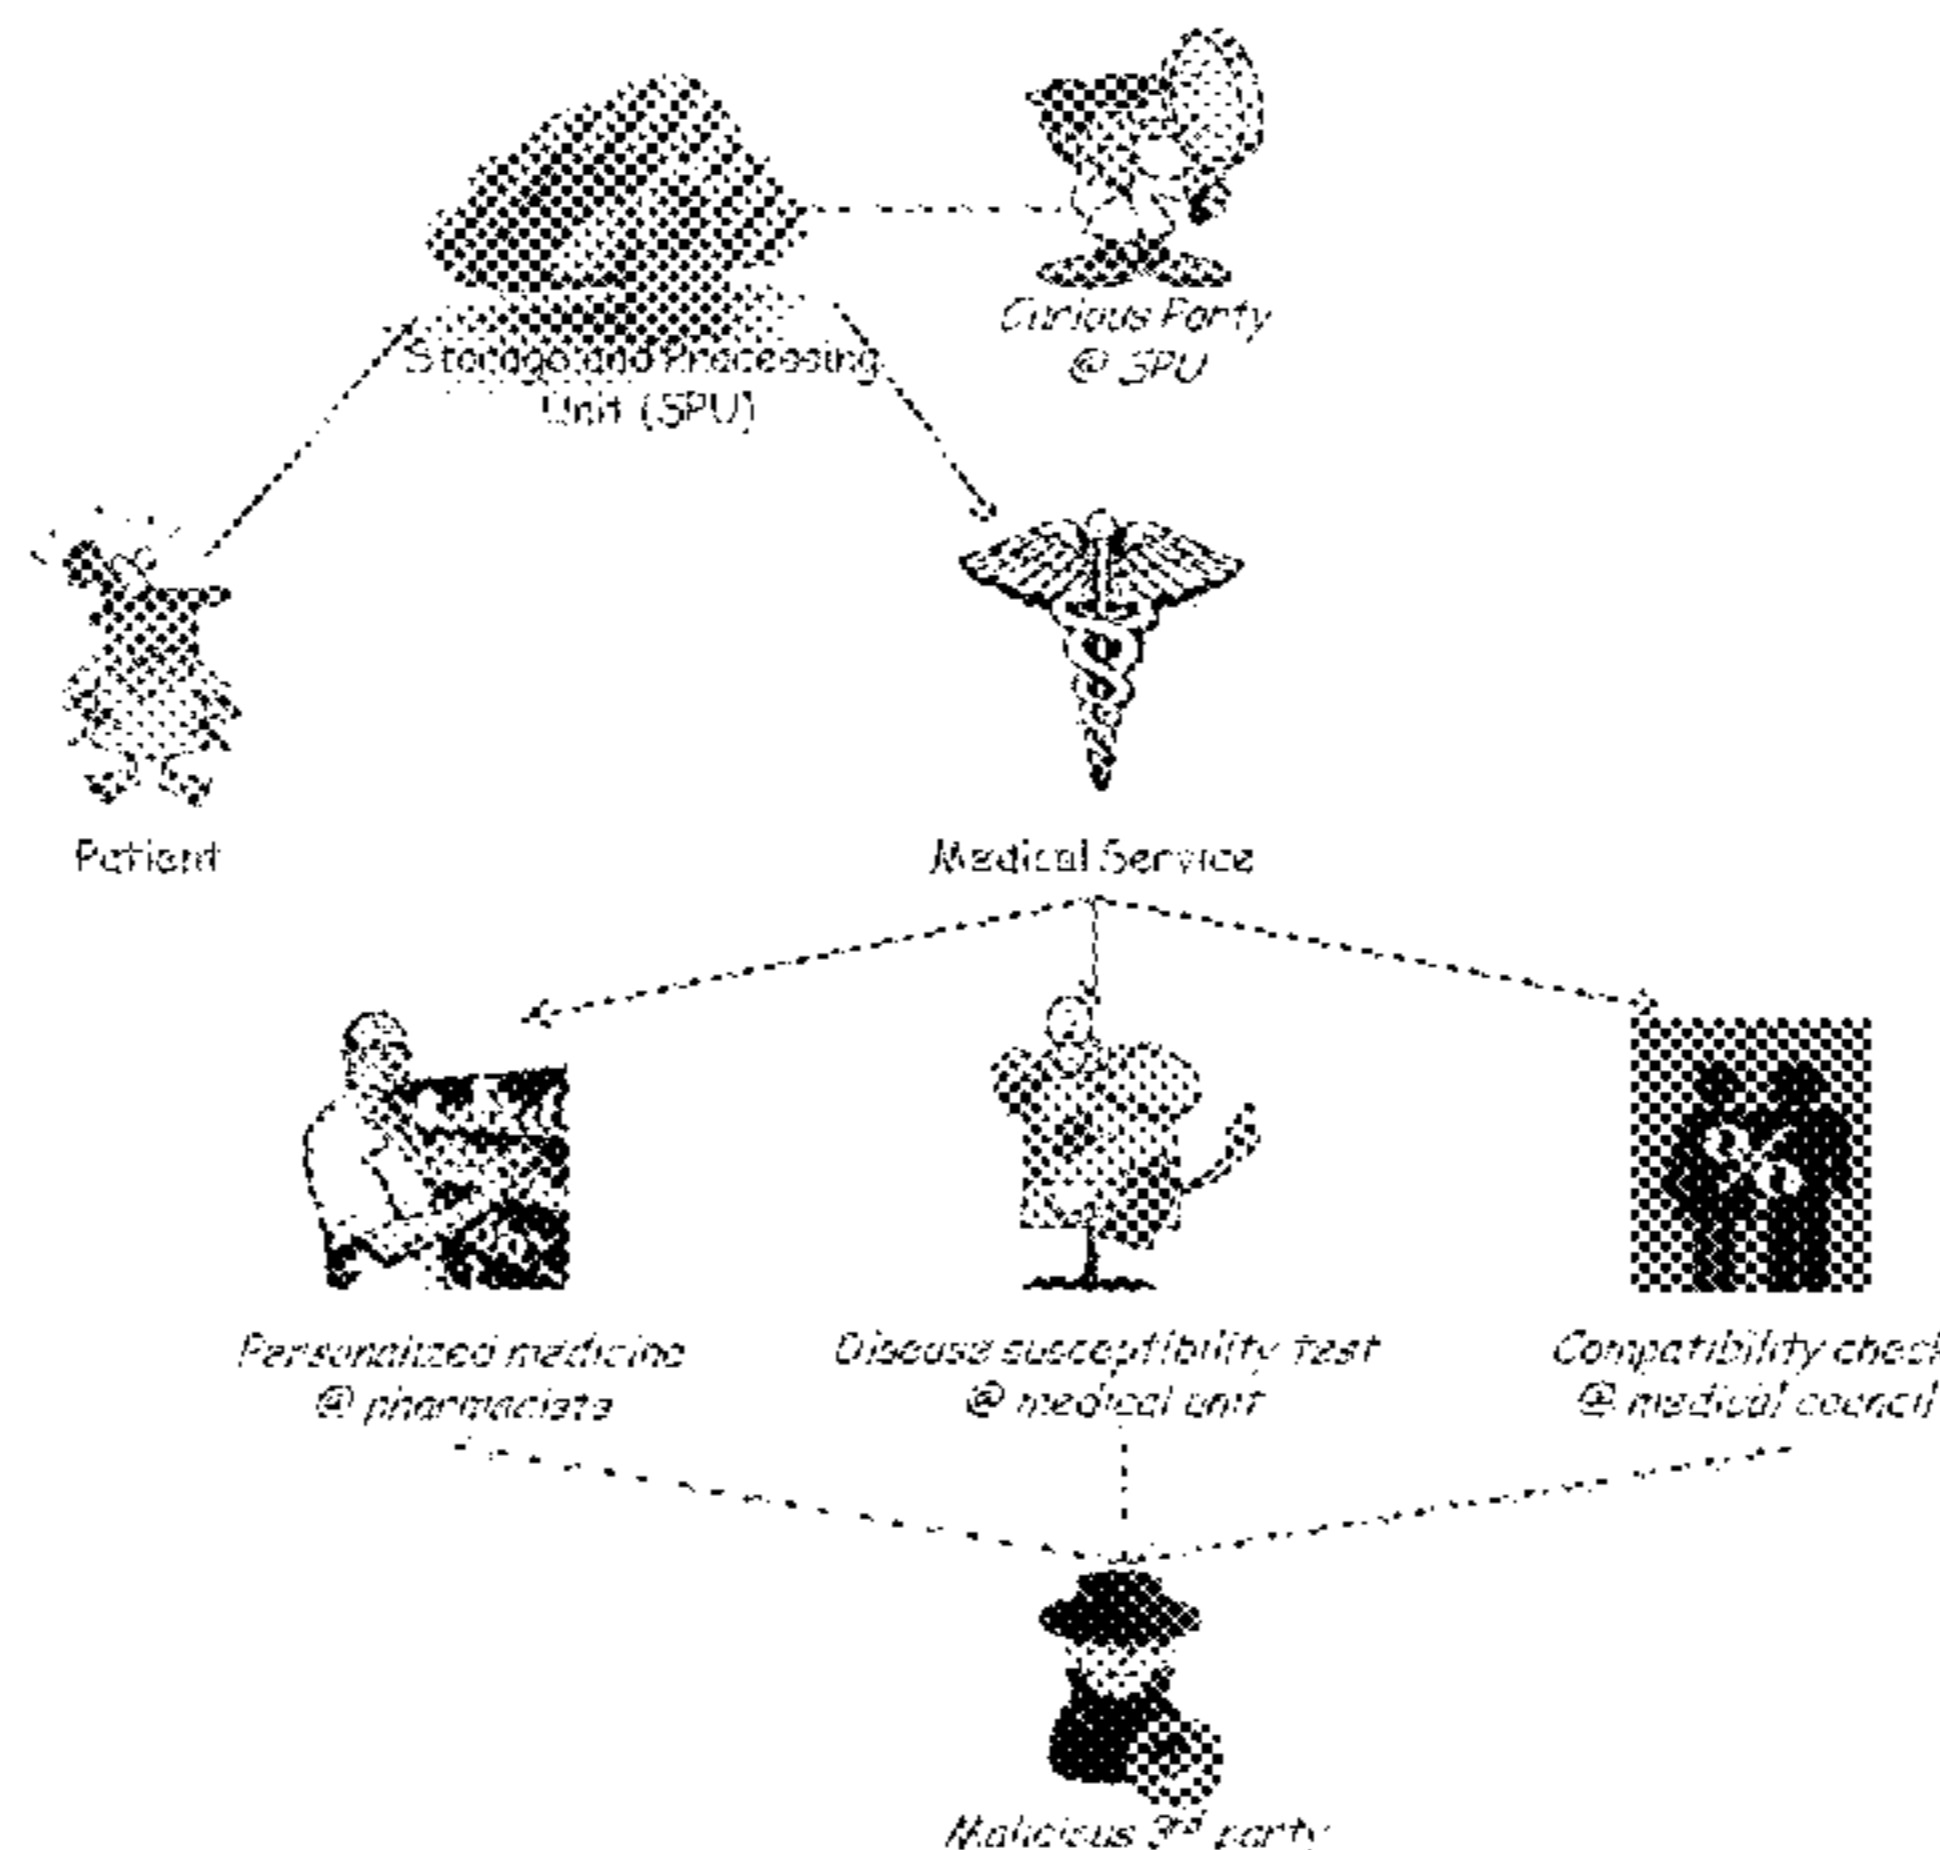 Curious Party
@ SPU
Storage and Processing
Unit (SPU)
Patient
Medical Service
Personalized medicine
@ pharmacists
Disease susceptibility test
@ medical unit
Compatibility check
@ medical council
Malicious 3rd party